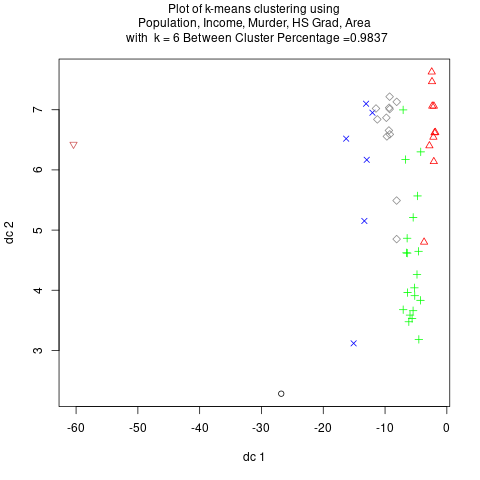 Plot of k-means clustering using
Population, Income, Murder, HS Grad, Area
with k = 6 Between Cluster Percentage =0.9837
7
6
5
4
3
dc 2
-60 -50 -40 -30 -20 -10 0
dc 1